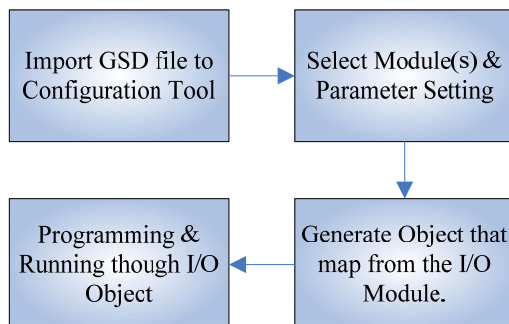 Import GSD file to
Configuration Tool
Select Module(s) &
Parameter Setting
Generate Object that
map from the I/O
Module.
Programming &
Running though I/O
Object